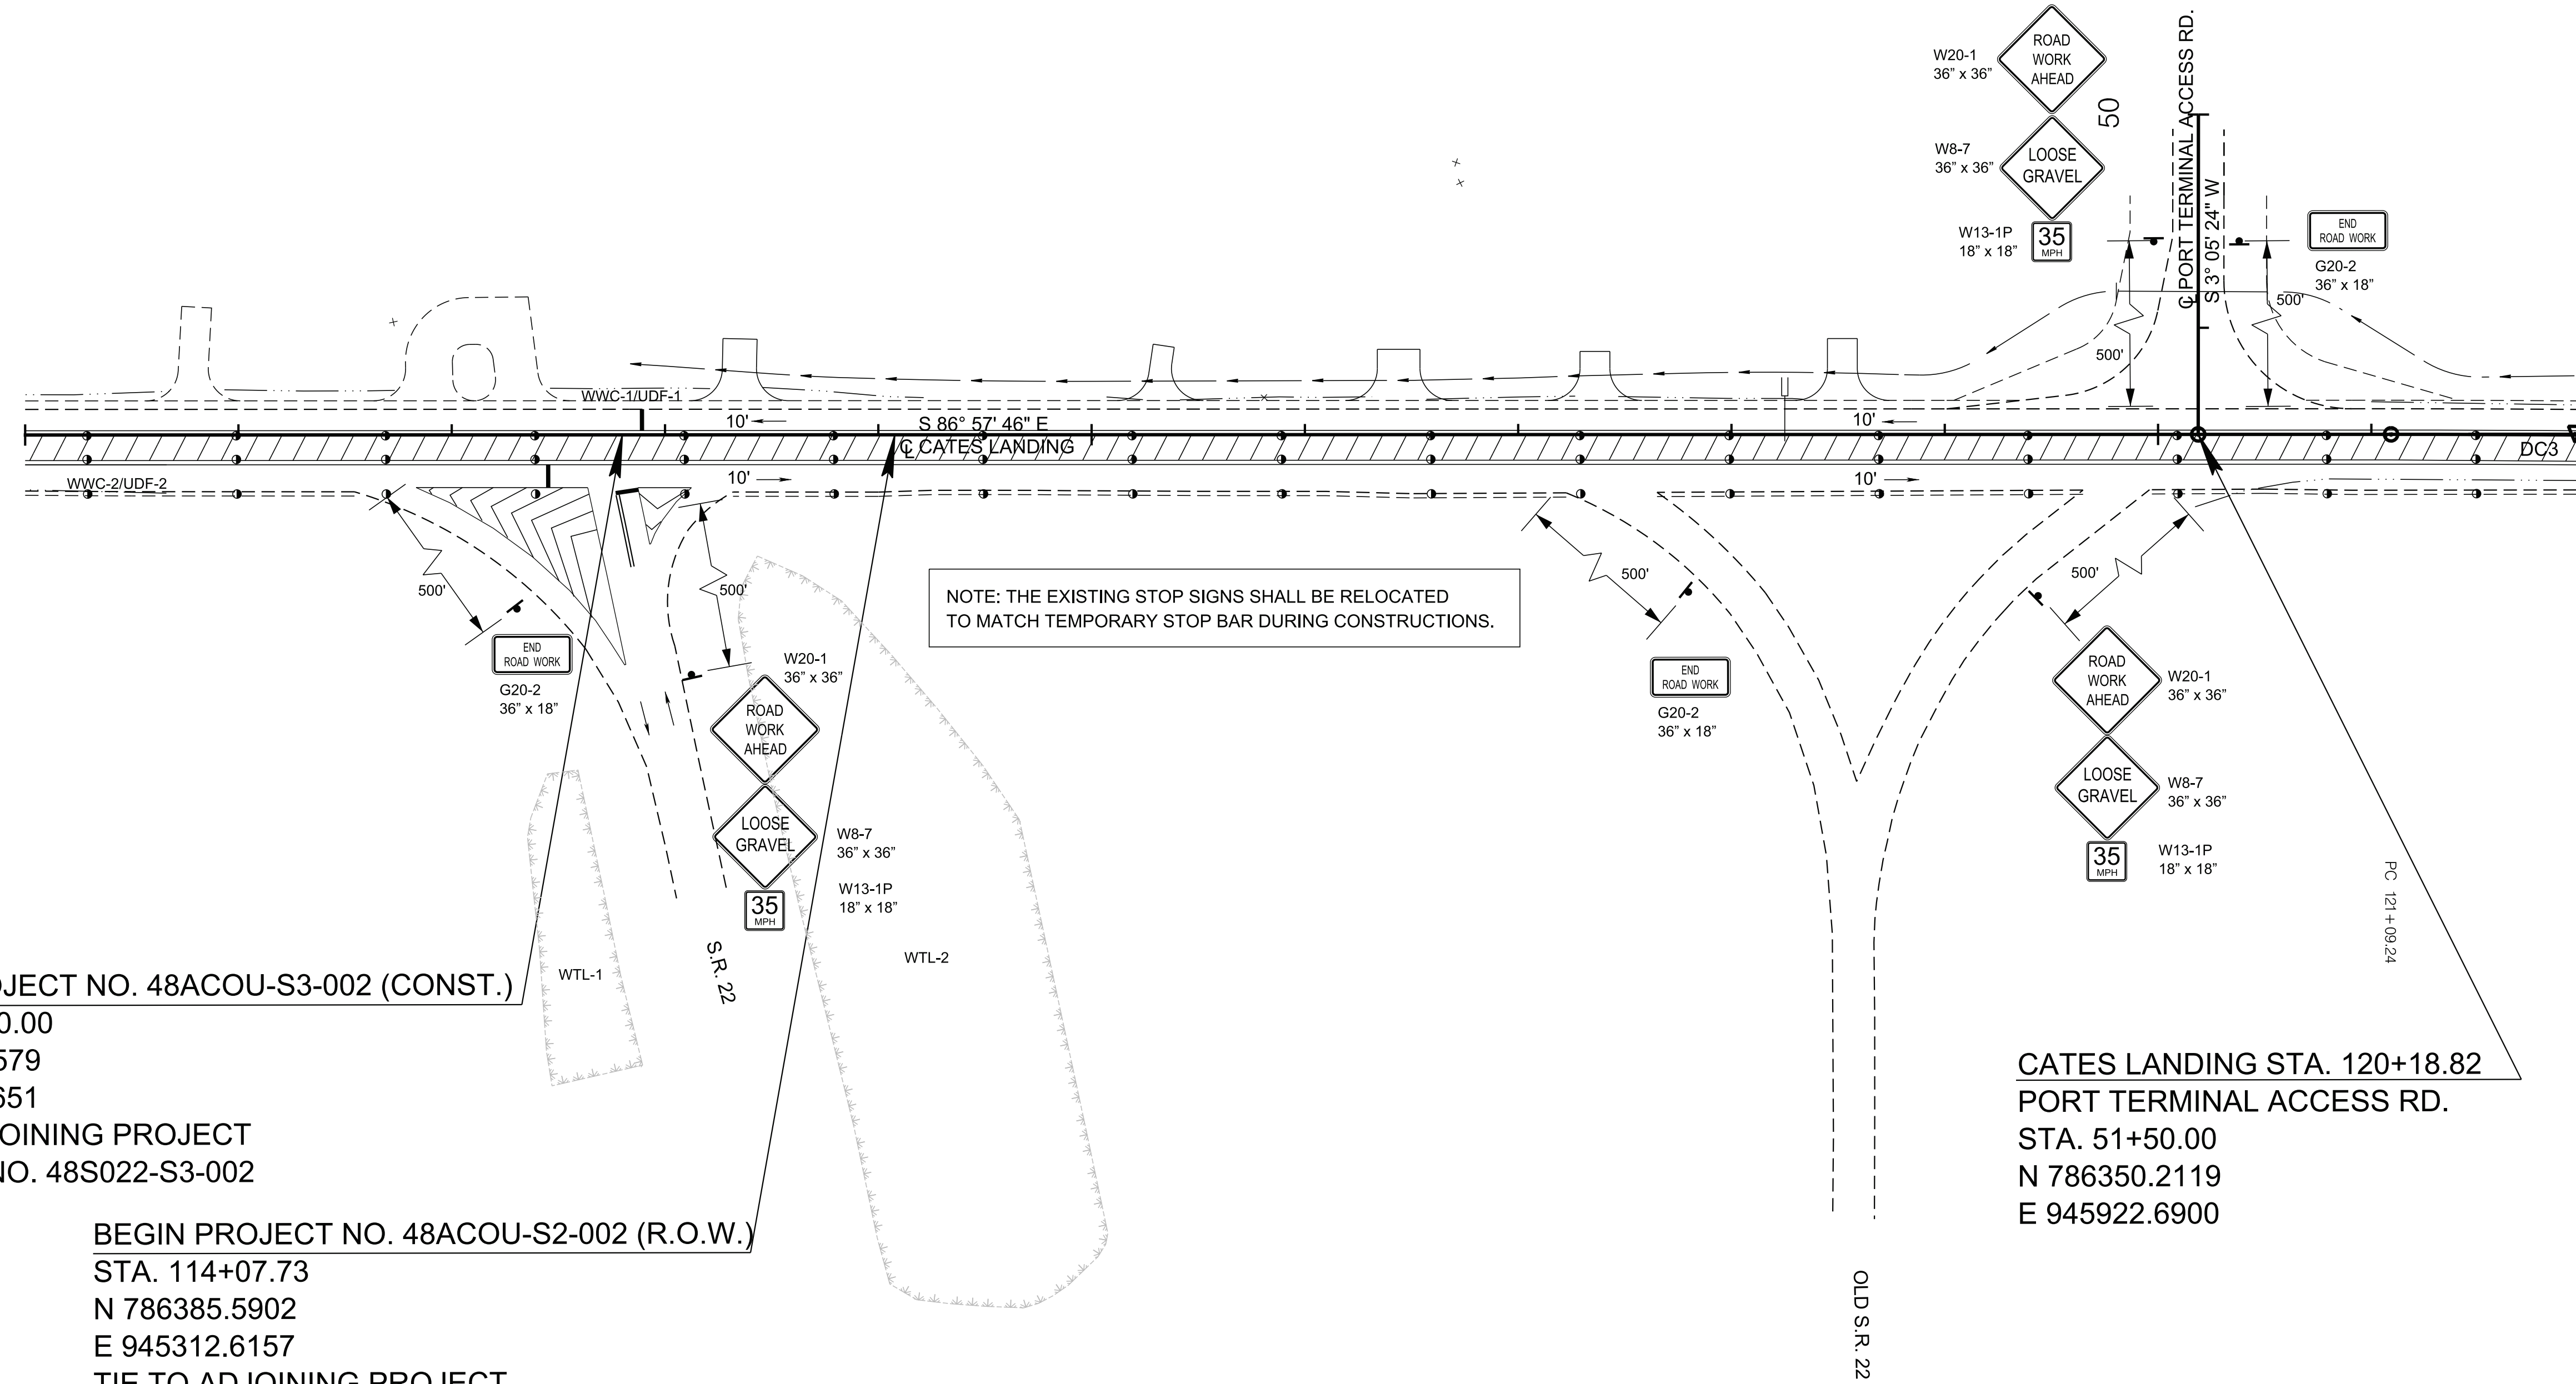 W20-1
36” x 36”
ROAD
WORK
AHEAD
50
W8-7
36” x 36”
LOOSE
GRAVEL
W13-1P
18” x 18”
35
MPH
℄ PORT TERMINAL ACCESS RD.
S 3° 05' 24" W
END
ROAD WORK
G20-2
36” x 18”
500'
500'
WWC-1/UDF-1
10'
S 86° 57' 46" E
℄ CATES LANDING
10'
DC3
WWC-2/UDF-2
10'
10'
500'
500'
NOTE: THE EXISTING STOP SIGNS SHALL BE RELOCATED
TO MATCH TEMPORARY STOP BAR DURING CONSTRUCTIONS.
500'
500'
END
ROAD WORK
G20-2
36” x 18”
W20-1
36” x 36”
ROAD
WORK
AHEAD
LOOSE
GRAVEL
W8-7
36” x 36”
W13-1P
18” x 18”
35
MPH
END
ROAD WORK
G20-2
36” x 18”
ROAD
WORK
AHEAD
W20-1
36” x 36”
LOOSE
GRAVEL
W8-7
36” x 36”
35
MPH
W13-1P
18” x 18”
PC 121+09.24
S.R. 22
WTL-1
WTL-2
OJECT NO. 48ACOU-S3-002 (CONST.)
0.00
579
651
OINING PROJECT
NO. 48S022-S3-002
BEGIN PROJECT NO. 48ACOU-S2-002 (R.O.W.)
STA. 114+07.73
N 786385.5902
E 945312.6157
TIE TO ADJOINING PROJECT
CATES LANDING STA. 120+18.82
PORT TERMINAL ACCESS RD.
STA. 51+50.00
N 786350.2119
E 945922.6900
OLD S.R. 22